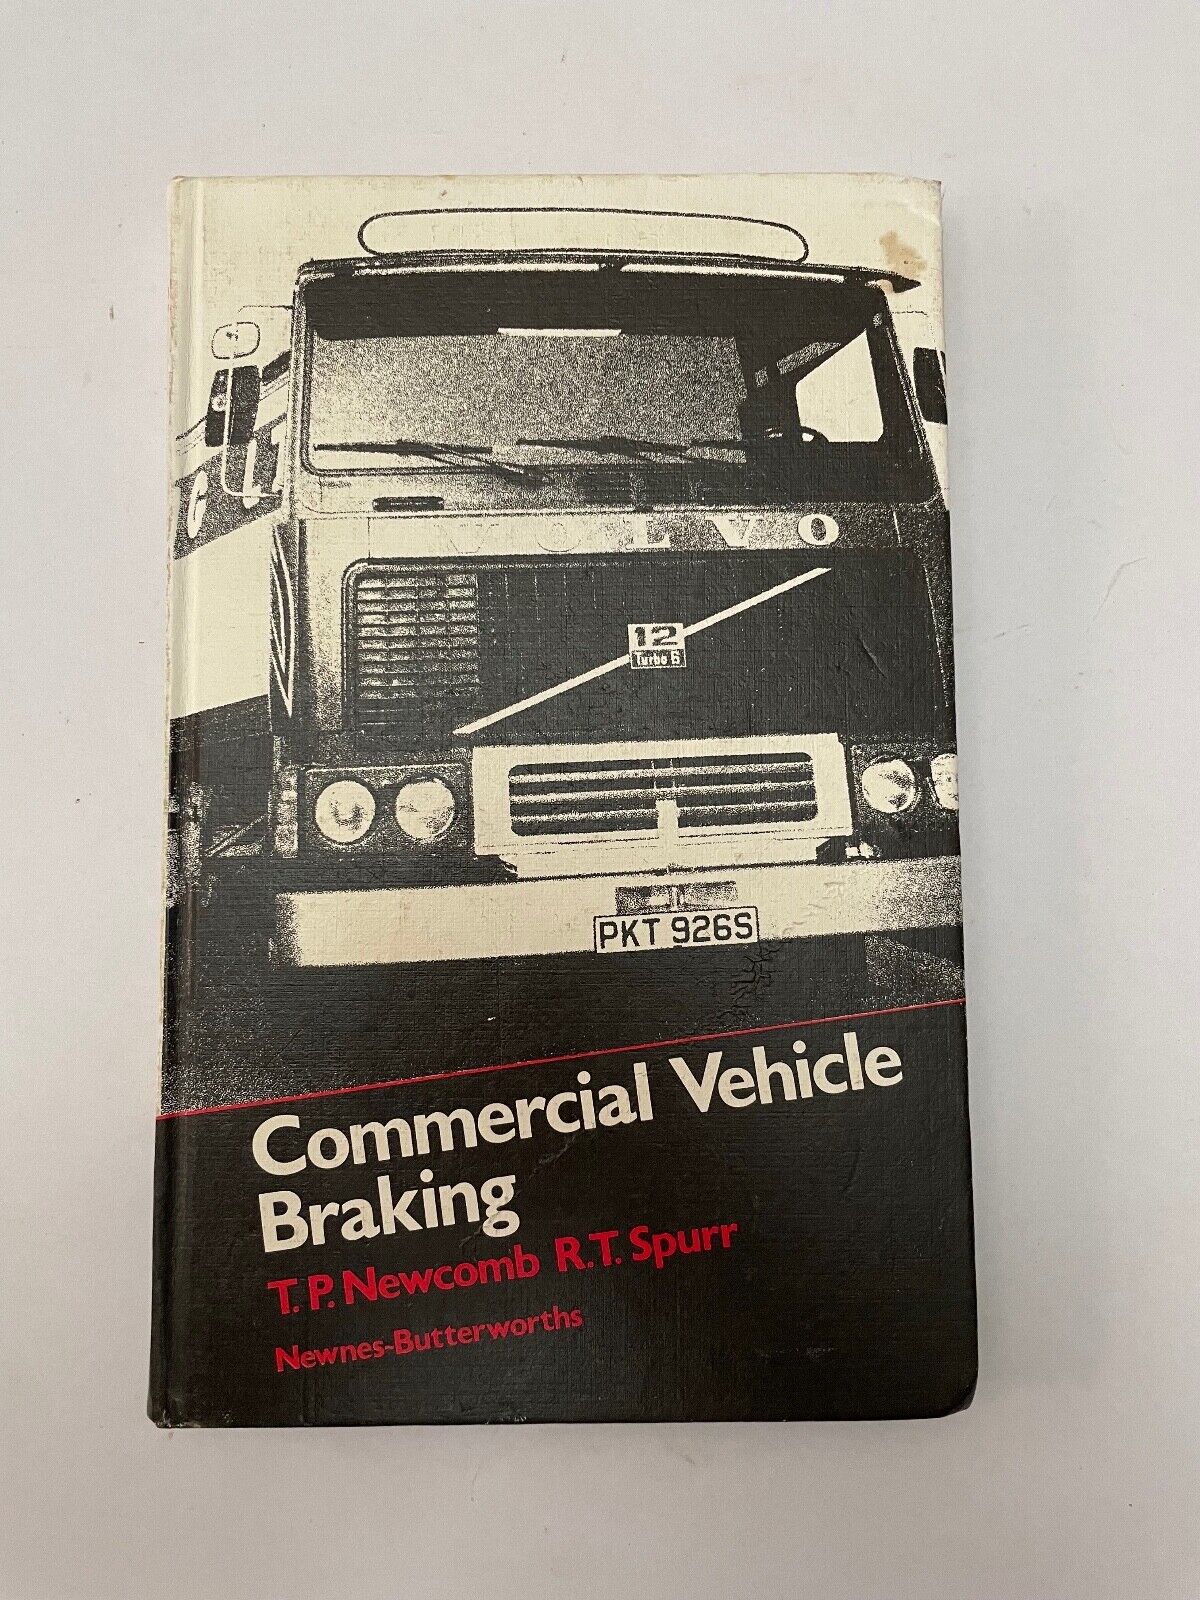 VOLVO
12
Turbo 6
PKT 926S
Commercial Vehicle
Braking
T. P. Newcomb R. T. Spurr
Newnes-Butterworths